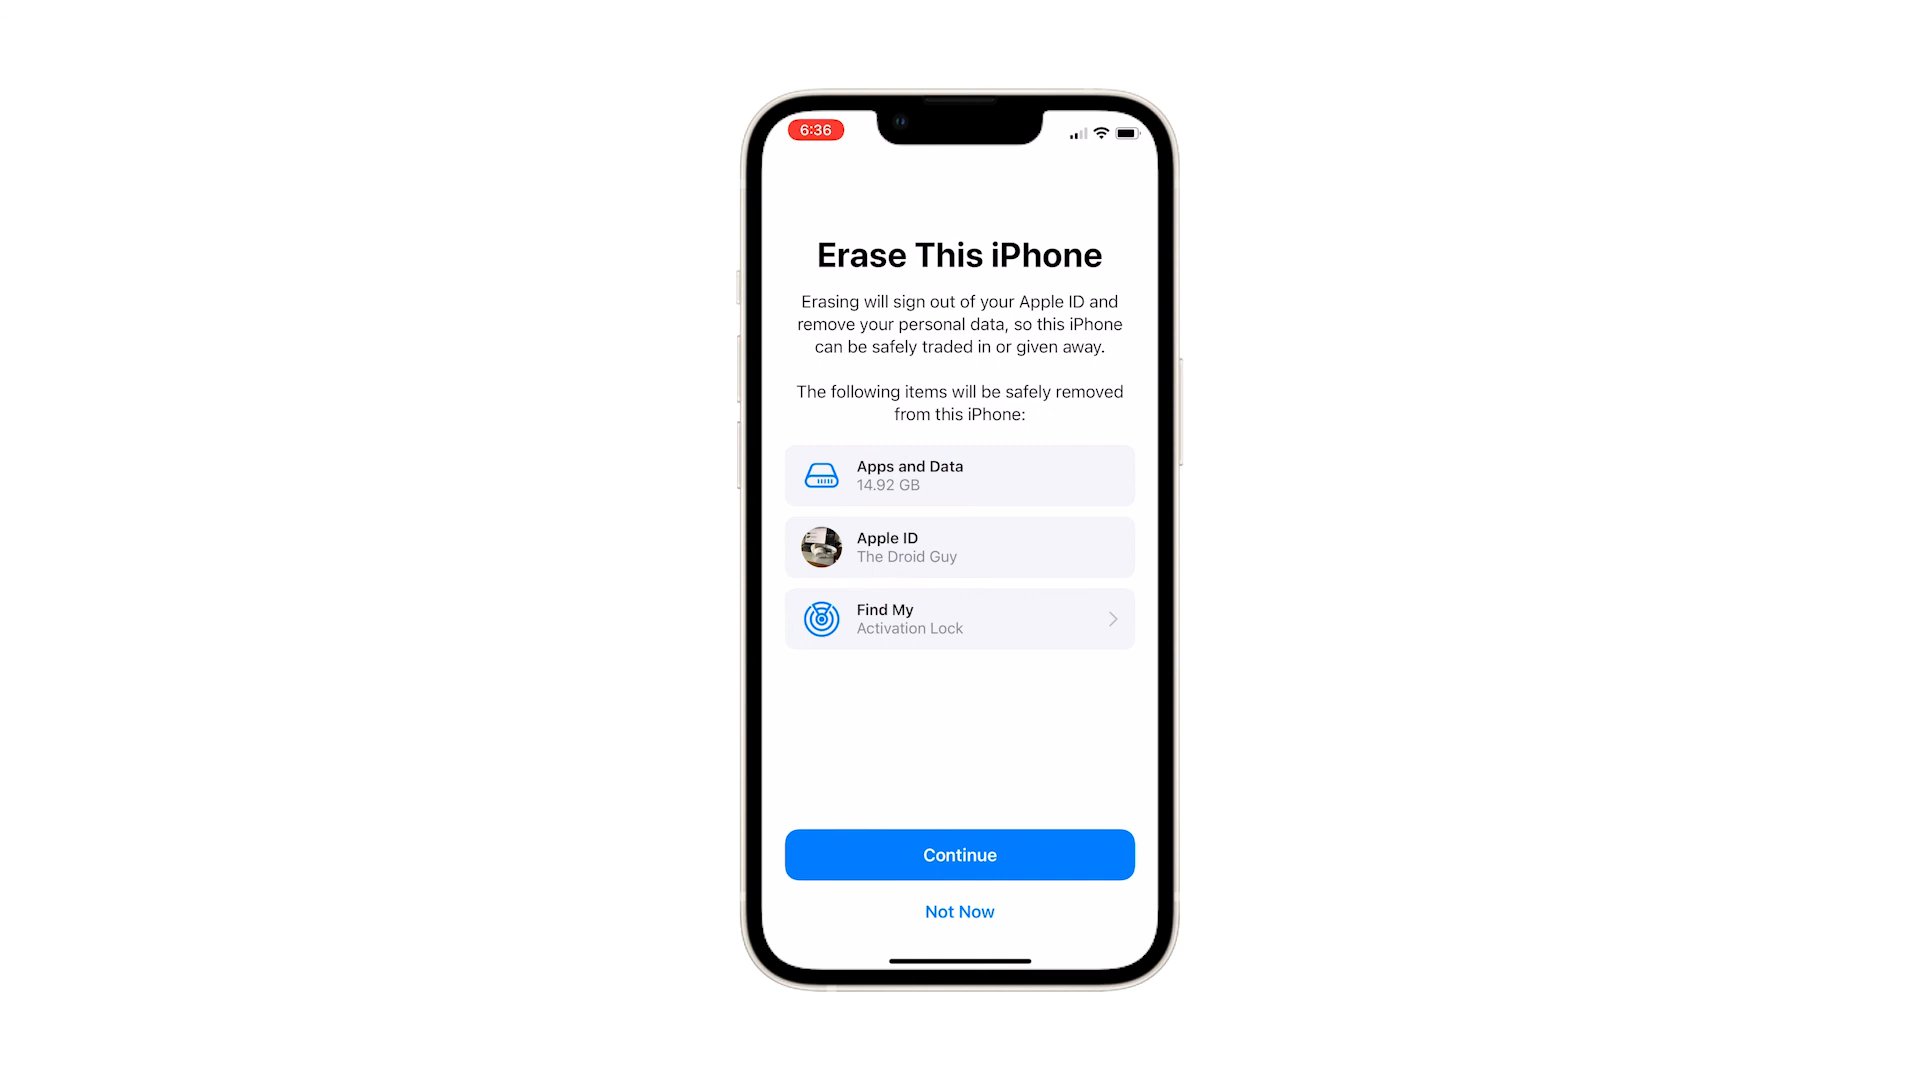 6:36
Erase This iPhone
Erasing will sign out of your Apple ID and
remove your personal data, so this iPhone
can be safely traded in or given away.
The following items will be safely removed
from this iPhone:
Apps and Data
14.92 GB
Apple ID
The Droid Guy
Find My
Activation Lock
Continue
Not Now